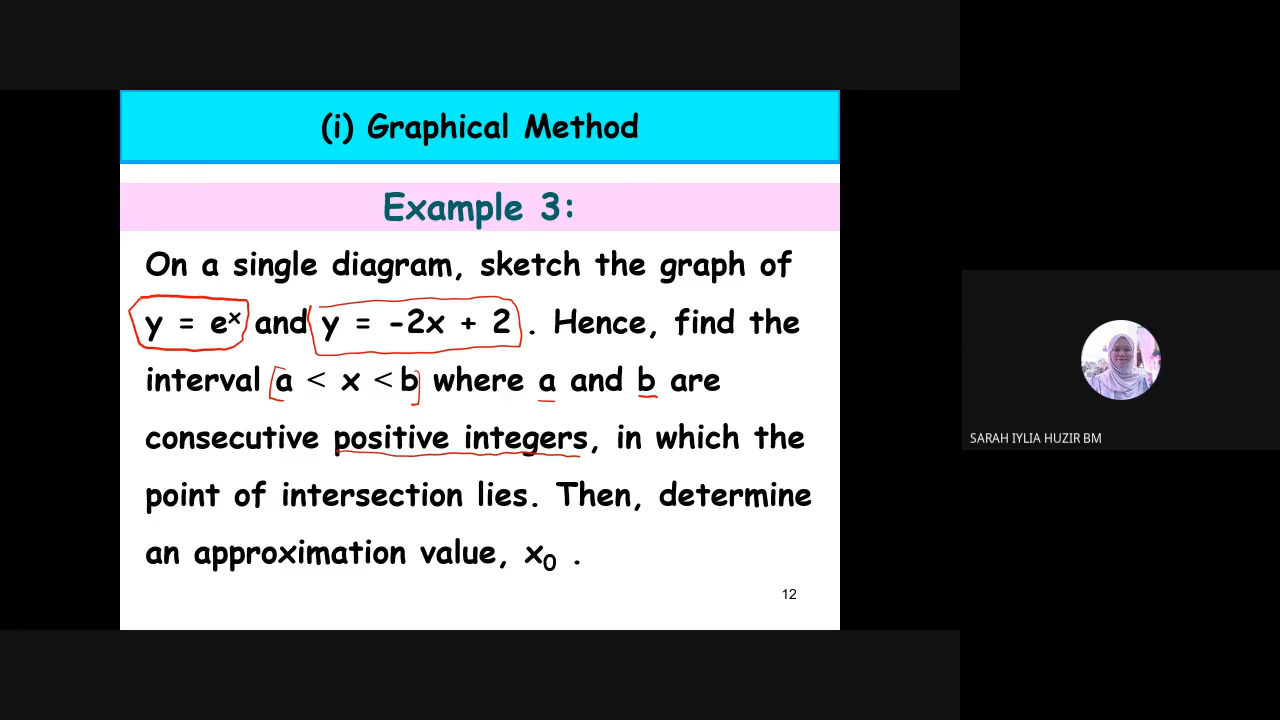 (i) Graphical Method
Example 3:
On a single diagram, sketch the graph of
y = eˣ and y = -2x + 2 . Hence, find the
interval a < x < b where a and b are
consecutive positive integers, in which the
point of intersection lies. Then, determine
an approximation value, x₀ .
12
SARAH IYLIA HUZIR BM